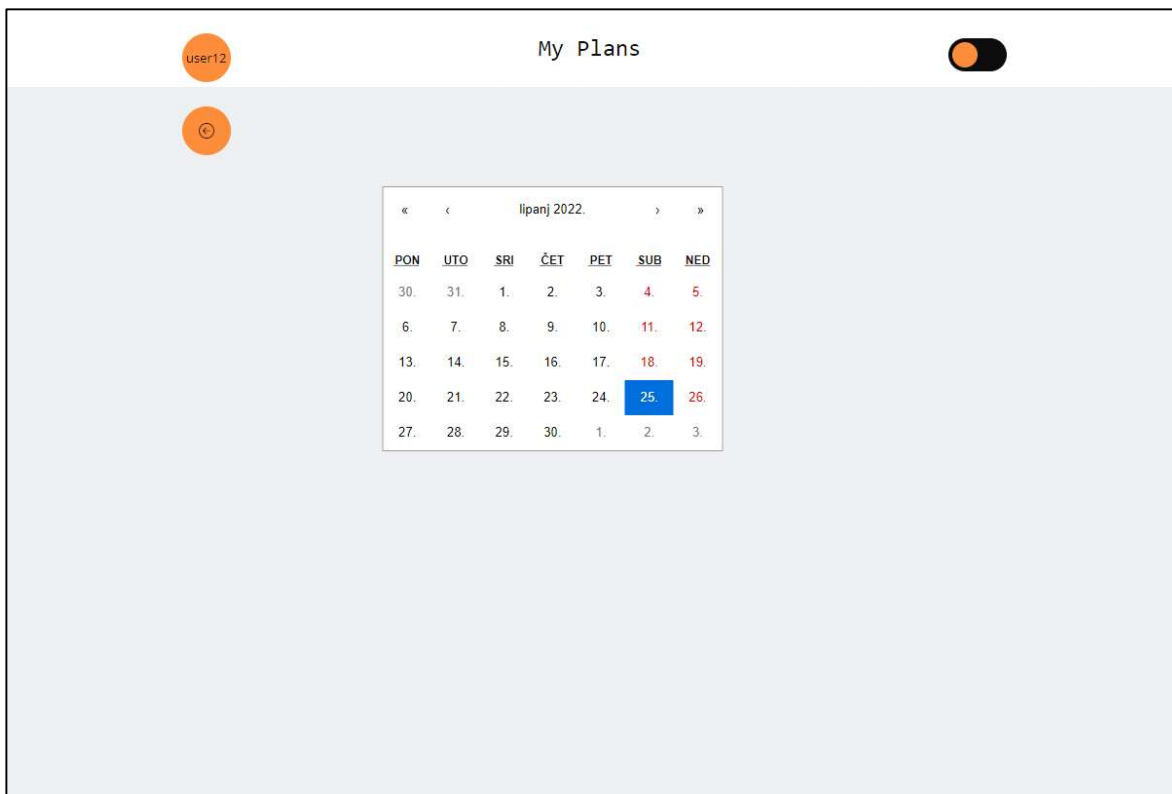 user12 My Plans
« ‹ lipanj 2022. › »
PON UTO SRI ČET PET SUB NED
30. 31. 1. 2. 3. 4. 5.
6. 7. 8. 9. 10. 11. 12.
13. 14. 15. 16. 17. 18. 19.
20. 21. 22. 23. 24. 25. 26.
27. 28. 29. 30. 1. 2. 3.